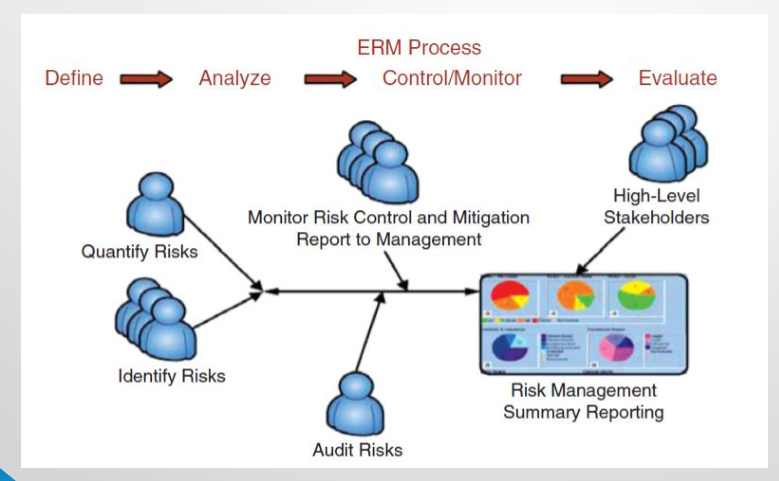 ERM Process
Define
Analyze
Control/Monitor
Evaluate
High-Level
Stakeholders
Monitor Risk Control and Mitigation
Report to Management
Quantify Risks
Identify Risks
Audit Risks
Risk Management
Summary Reporting